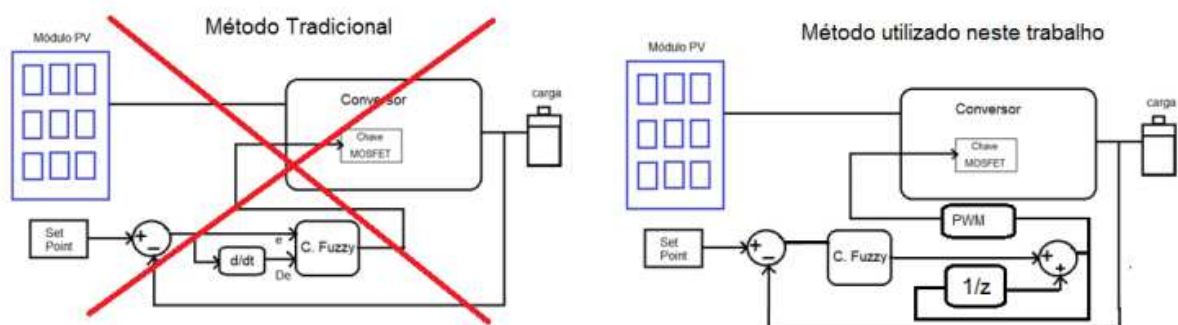 Método Tradicional
Módulo PV
Conversor
carga
Chave
MOSFET
Set
Point
+
−
e
d/dt
De
C. Fuzzy
Método utilizado neste trabalho
Módulo PV
Conversor
carga
Chave
MOSFET
PWM
Set
Point
+
−
C. Fuzzy
+
+
1/z